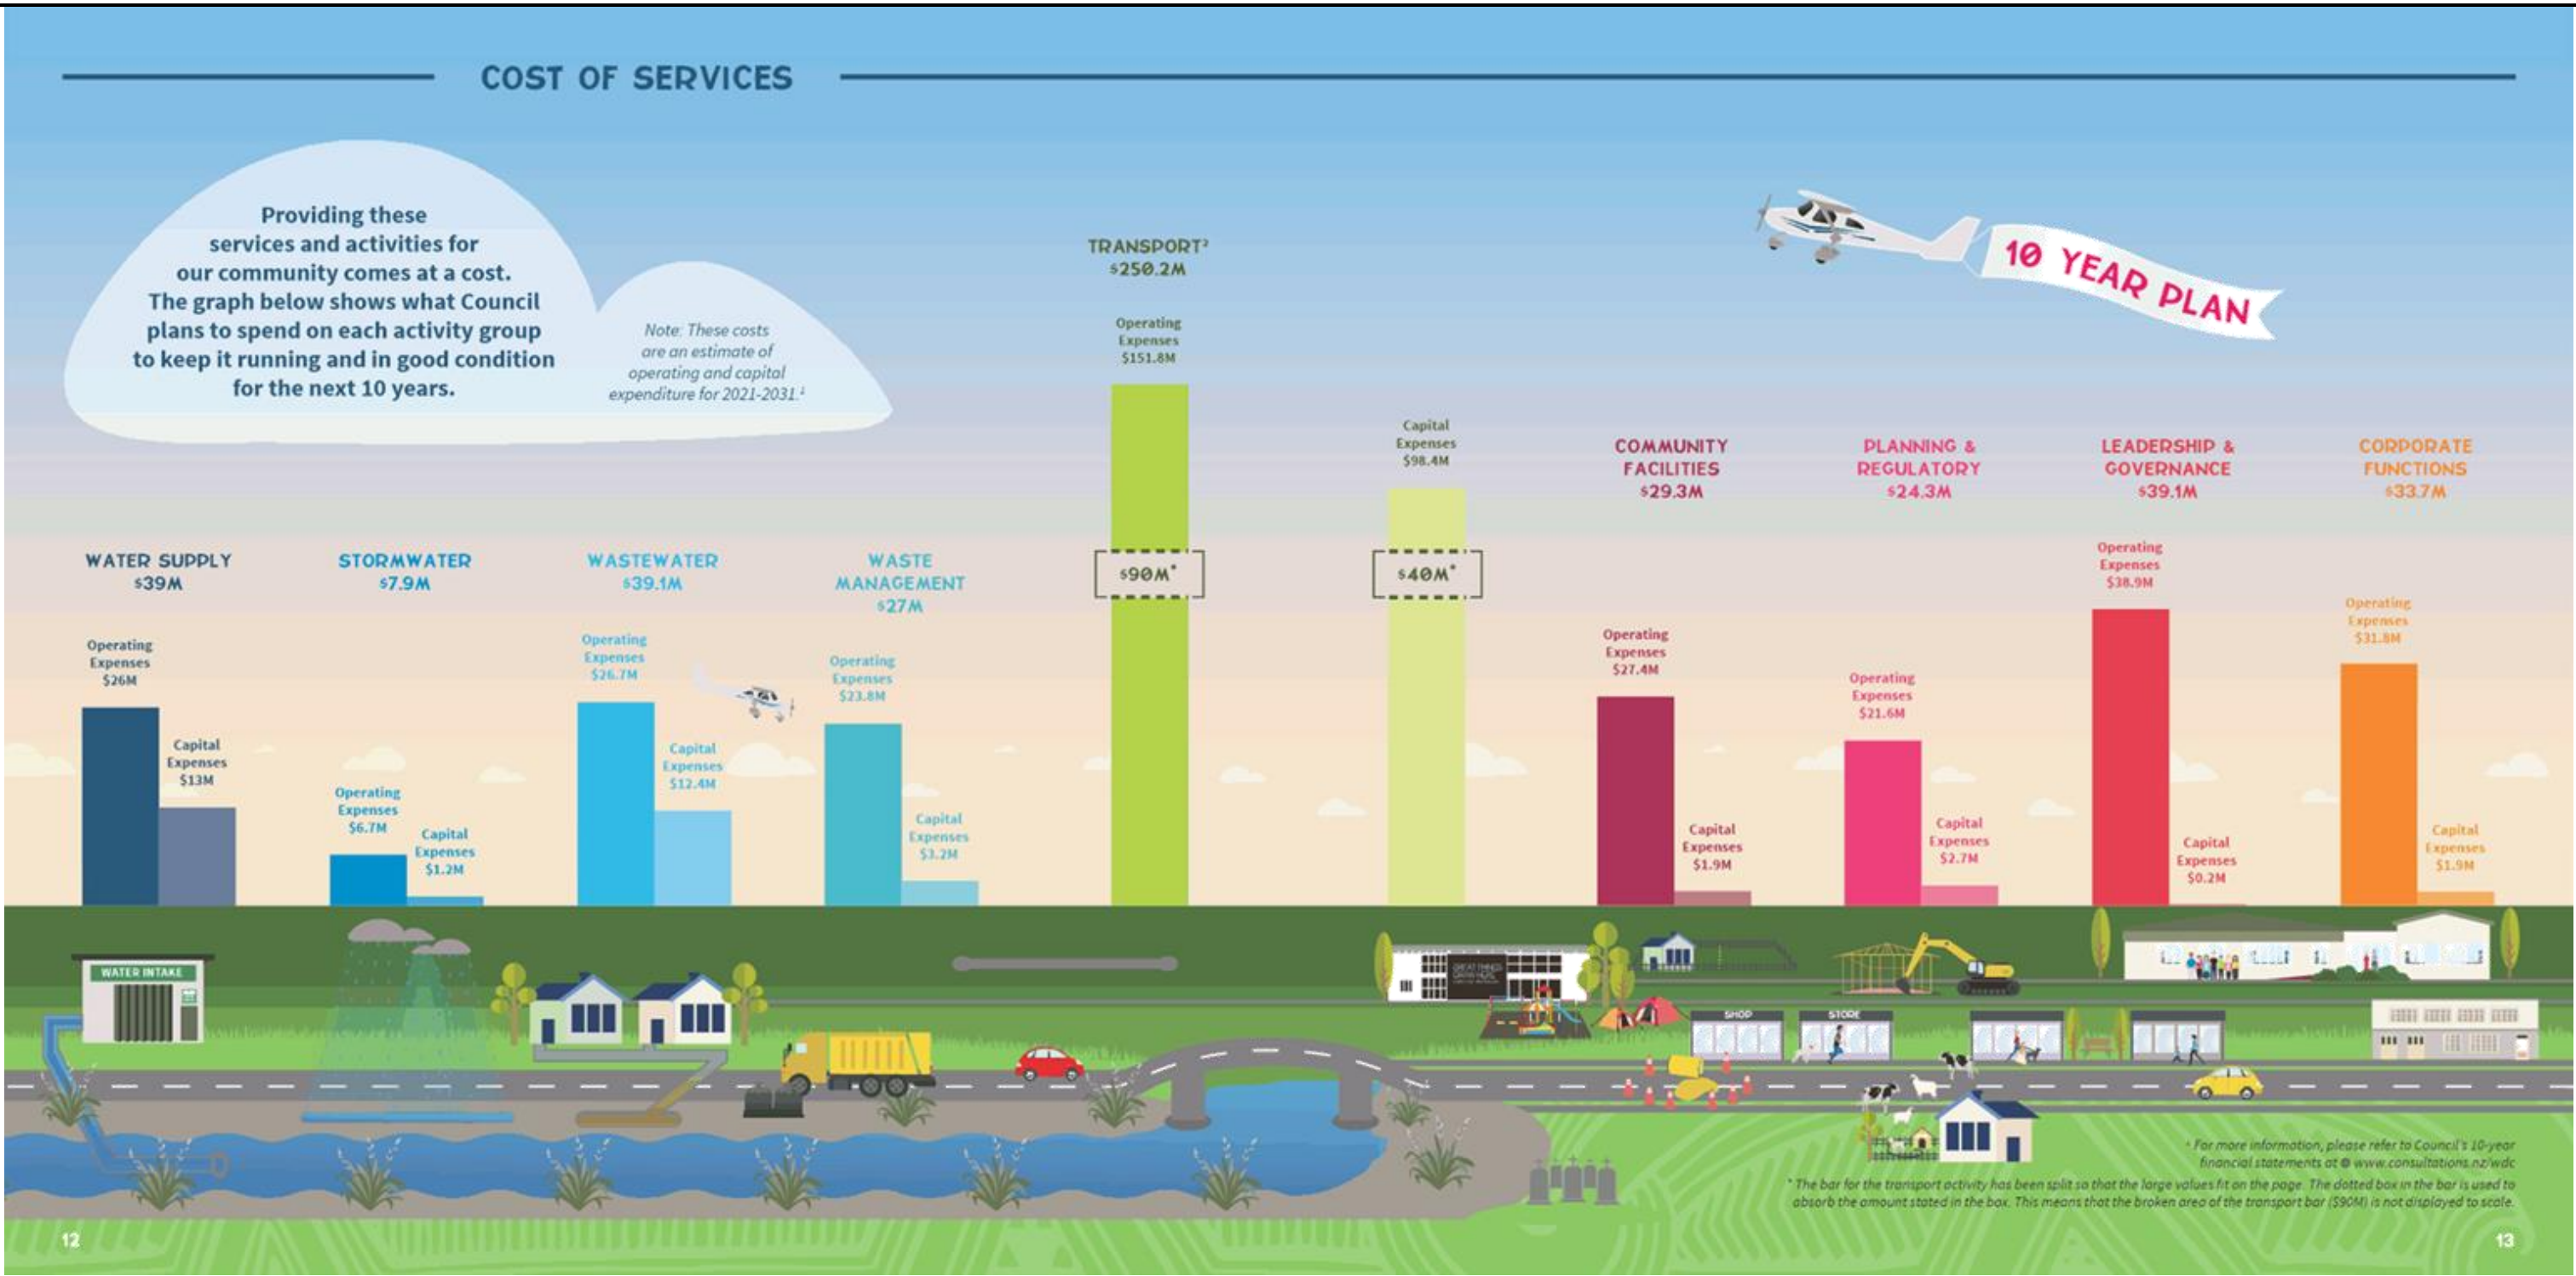 COST OF SERVICES
Providing these
services and activities for
our community comes at a cost.
The graph below shows what Council
plans to spend on each activity group
to keep it running and in good condition
for the next 10 years.
Note: These costs
are an estimate of
operating and capital
expenditure for 2021-2031.¹
10 YEAR PLAN
WATER SUPPLY
$39M
Operating
Expenses
$26M
Capital
Expenses
$13M
STORMWATER
$7.9M
Operating
Expenses
$6.7M
Capital
Expenses
$1.2M
WASTEWATER
$39.1M
Operating
Expenses
$26.7M
Capital
Expenses
$12.4M
WASTE
MANAGEMENT
$27M
Operating
Expenses
$23.8M
Capital
Expenses
$3.2M
TRANSPORT²
$250.2M
Operating
Expenses
$151.8M
$90M*
Capital
Expenses
$98.4M
$40M*
COMMUNITY
FACILITIES
$29.3M
Operating
Expenses
$27.4M
Capital
Expenses
$1.9M
PLANNING &
REGULATORY
$24.3M
Operating
Expenses
$21.6M
Capital
Expenses
$2.7M
LEADERSHIP &
GOVERNANCE
$39.1M
Operating
Expenses
$38.9M
Capital
Expenses
$0.2M
CORPORATE
FUNCTIONS
$33.7M
Operating
Expenses
$31.8M
Capital
Expenses
$1.9M
WATER INTAKE
SHOP
STORE
For more information, please refer to Council's 10-year
financial statements at www.consultations.nz/wdc
* The bar for the transport activity has been split so that the large values fit on the page. The dotted box in the bar is used to
absorb the amount stated in the box. This means that the broken area of the transport bar ($90M) is not displayed to scale.
12
13